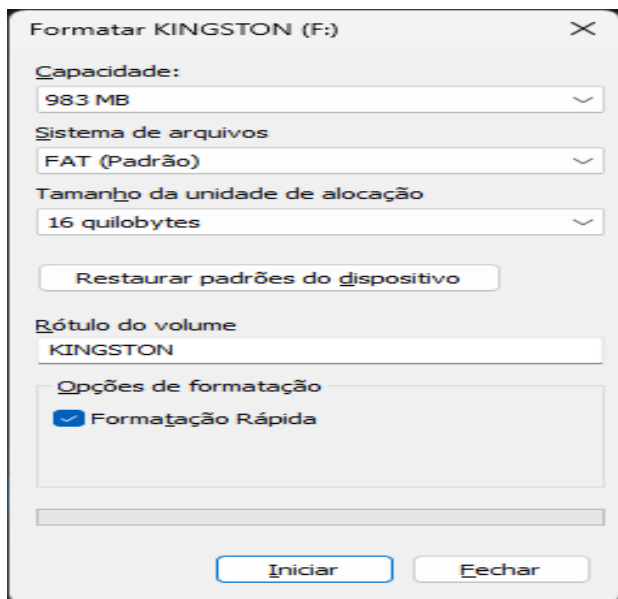 Formatar KINGSTON (F:)
Capacidade:
983 MB
Sistema de arquivos
FAT (Padrão)
Tamanho da unidade de alocação
16 quilobytes
Restaurar padrões do dispositivo
Rótulo do volume
KINGSTON
Opções de formatação
Formatação Rápida
Iniciar
Fechar